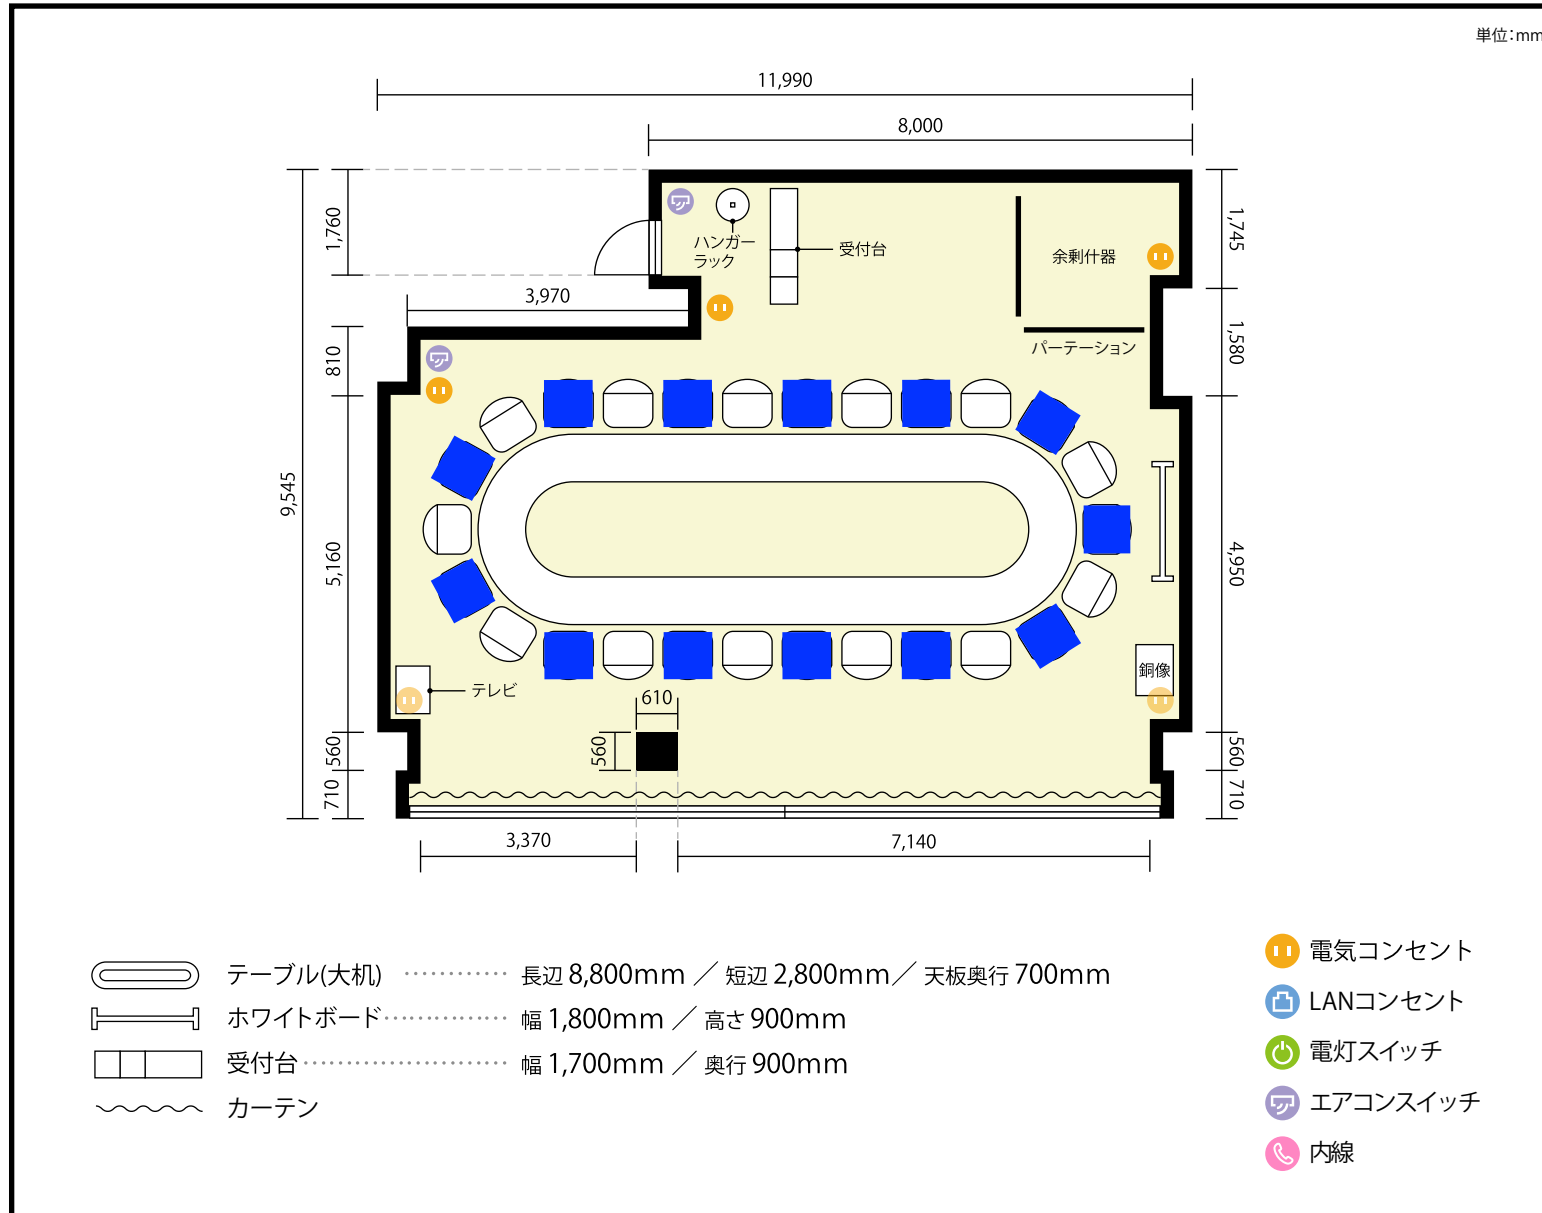 単位：mm
11,990
8,000
1,760
1,745
ハンガー
ラック
受付台
余剰什器
3,970
810
1,580
パーテーション
9,545
5,160
4,950
テレビ
銅像
610
560
560
560
710
710
3,370
7,140
テーブル(大机) ………… 長辺 8,800mm ／ 短辺 2,800mm／ 天板奥行 700mm
ホワイトボード………… 幅 1,800mm ／ 高さ 900mm
受付台………………… 幅 1,700mm ／ 奥行 900mm
カーテン
電気コンセント
LANコンセント
電灯スイッチ
エアコンスイッチ
内線